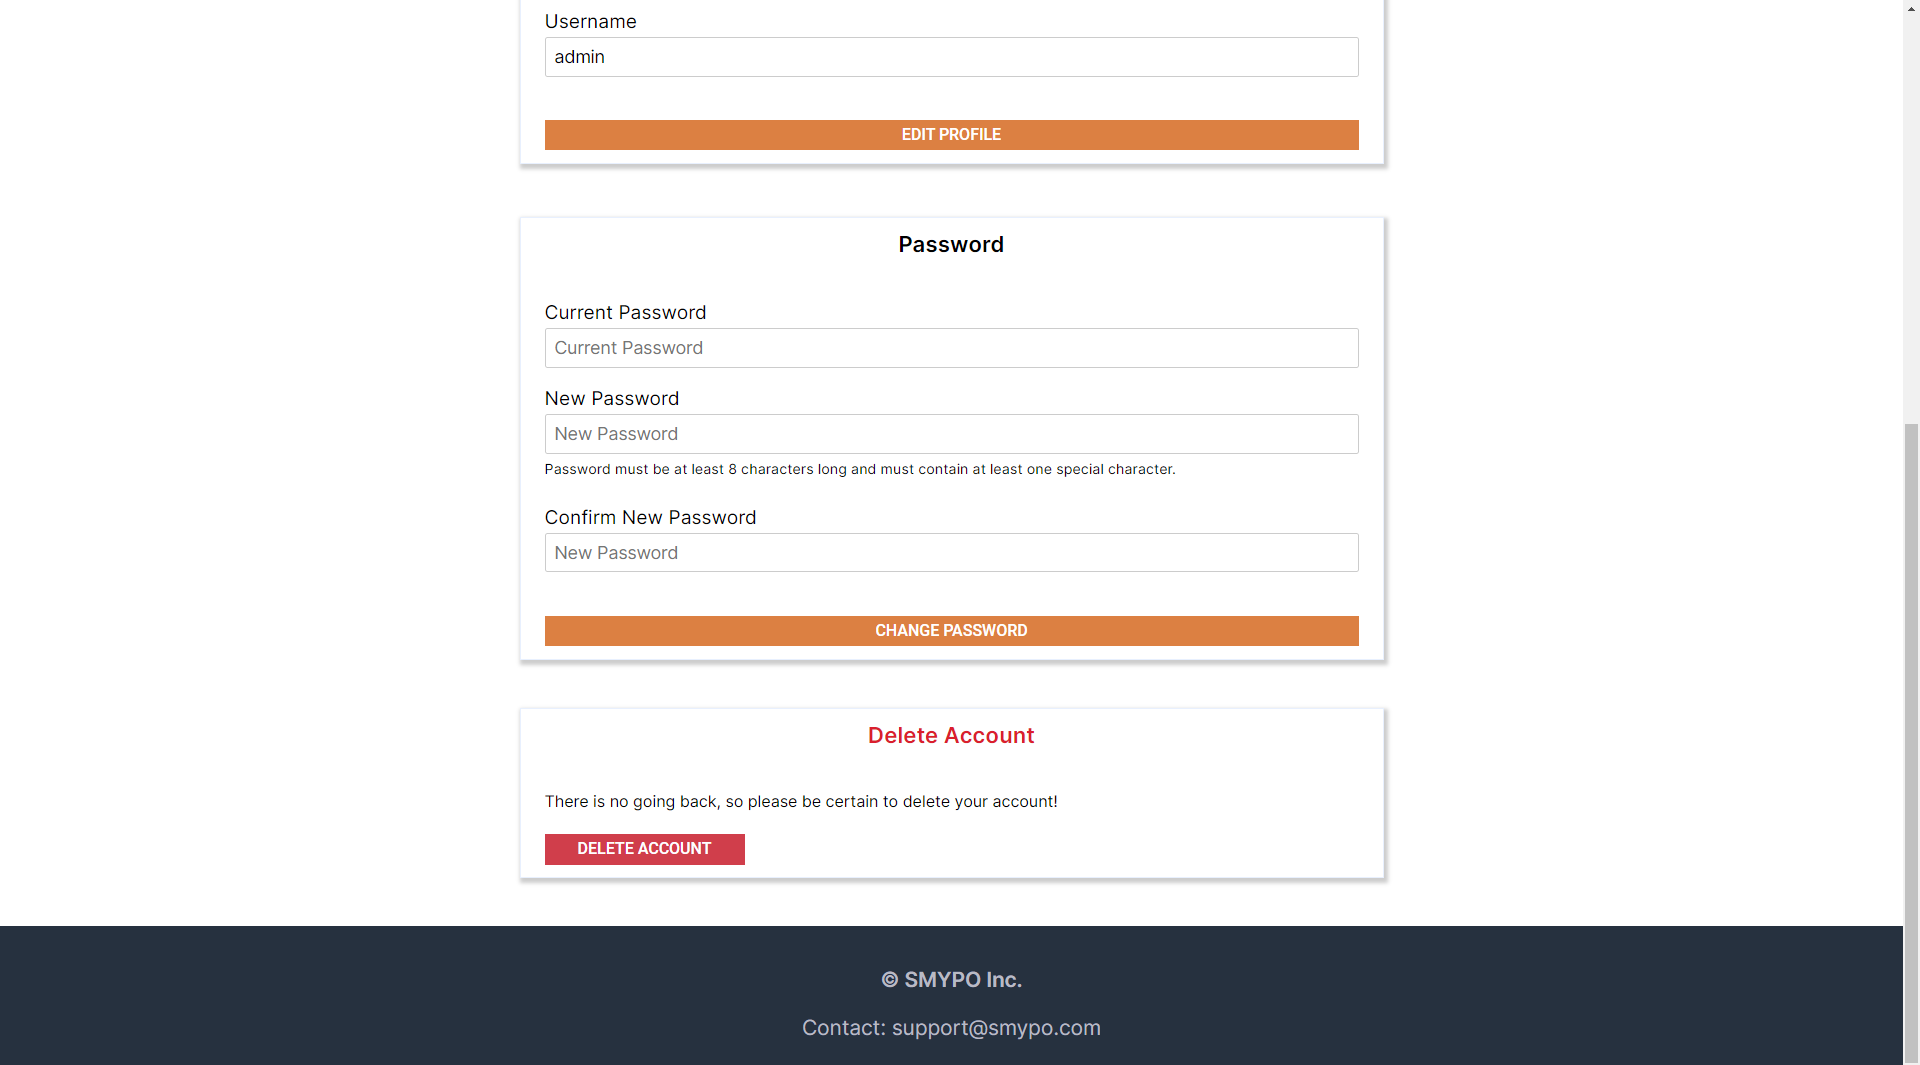 Username
admin
EDIT PROFILE
Password
Current Password
Current Password
New Password
New Password
Password must be at least 8 characters long and must contain at least one special character.
Confirm New Password
New Password
CHANGE PASSWORD
Delete Account
There is no going back, so please be certain to delete your account!
DELETE ACCOUNT
© SMYPO Inc.
Contact: support@smypo.com